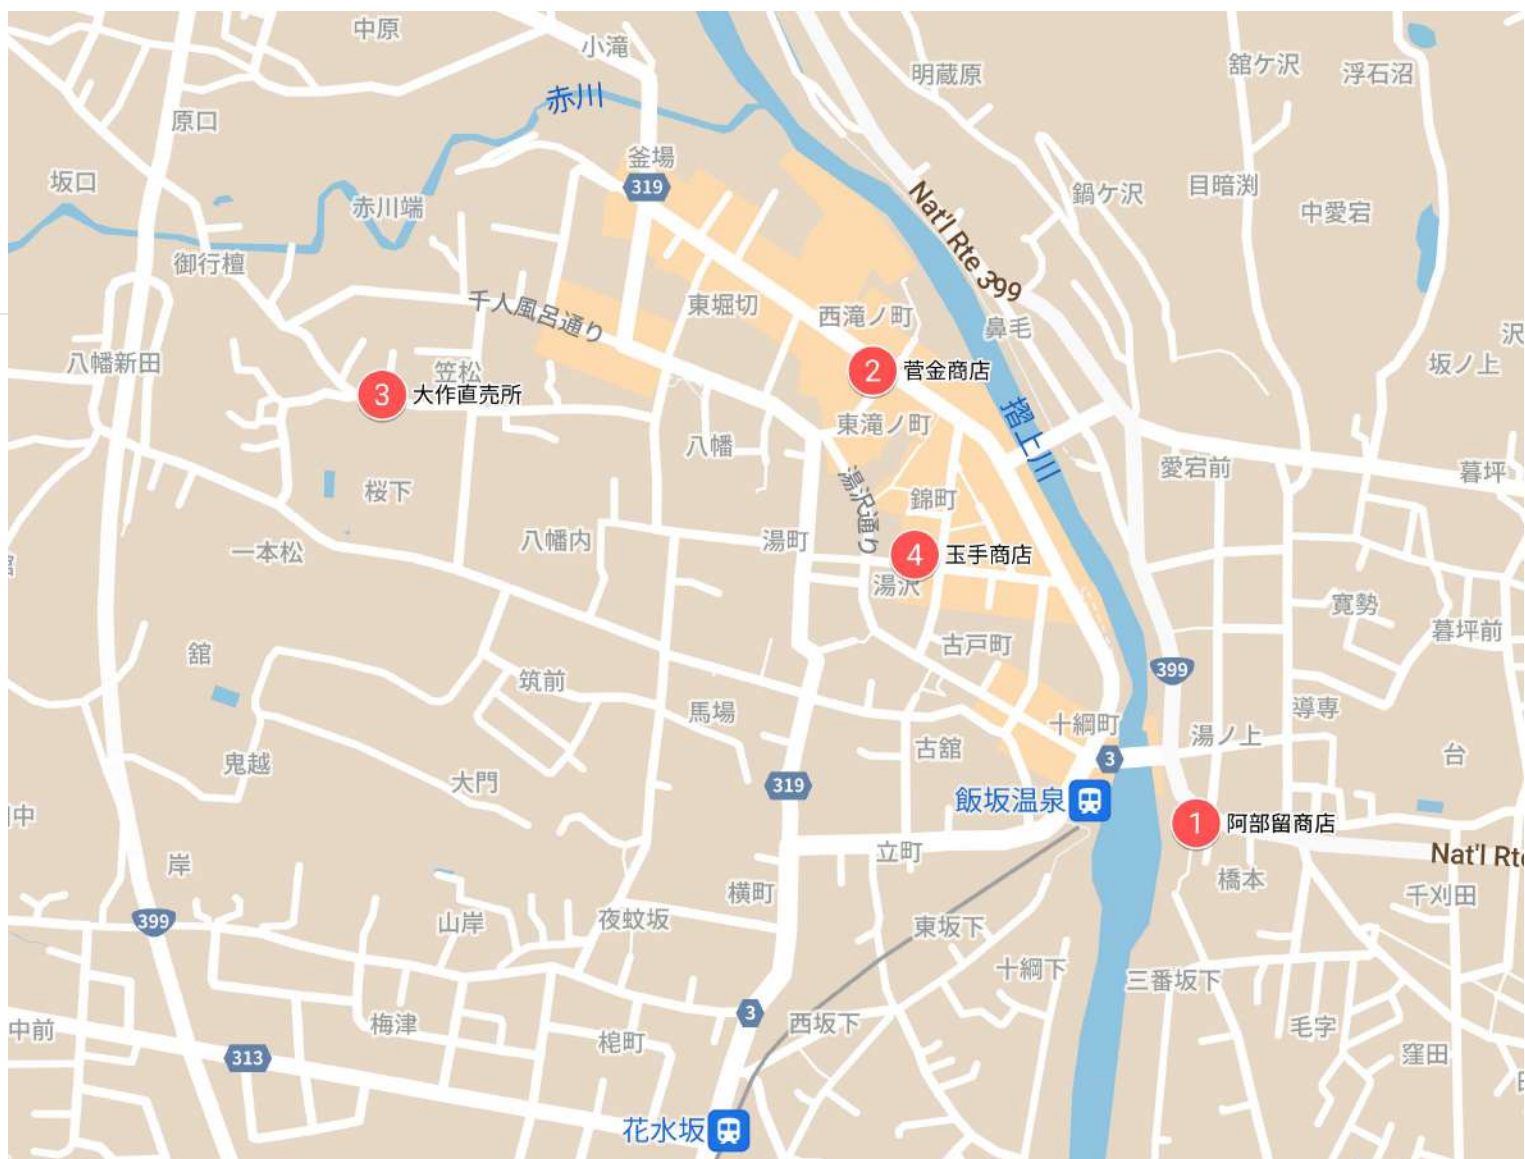 中原
小滝
明蔵原
舘ケ沢
浮石沼
赤川
原口
釜場
319
坂口
赤川端
Nat'l Rte 399
鍋ケ沢
目暗渕
中愛宕
御行檀
千人風呂通り
東堀切
西滝ノ町
鼻毛
沢
八幡新田
笠松
坂ノ上
3
大作直売所
2
菅金商店
摺上川
東滝ノ町
八幡
愛宕前
暮坪
桜下
湯沢通り
錦町
一本松
八幡内
湯町
4
玉手商店
湯沢
寛勢
暮坪前
舘
古戸町
399
筑前
馬場
十綱町
導専
湯ノ上
古舘
3
台
鬼越
大門
319
飯坂温泉
中
1
阿部留商店
立町
Nat'l Rte
岸
橋本
横町
千刈田
399
山岸
夜蚊坂
東坂下
十綱下
三番坂下
3
中前
梅津
西坂下
毛字
313
窪田
花水坂